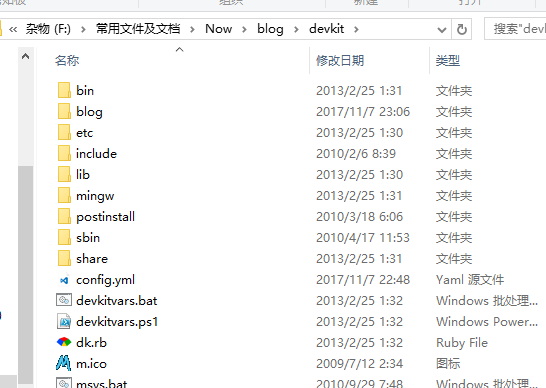 组织
新建
打开
« 杂物 (F:) › 常用文件及文档 › Now › blog › devkit › 搜索"dev
名称 修改日期 类型
bin 2013/2/25 1:31 文件夹
blog 2017/11/7 23:06 文件夹
etc 2013/2/25 1:30 文件夹
include 2010/2/6 8:39 文件夹
lib 2013/2/25 1:30 文件夹
mingw 2013/2/25 1:31 文件夹
postinstall 2010/3/18 6:06 文件夹
sbin 2010/4/17 11:53 文件夹
share 2013/2/25 1:31 文件夹
config.yml 2017/11/7 22:48 Yaml 源文件
devkitvars.bat 2013/2/25 1:32 Windows 批处理...
devkitvars.ps1 2013/2/25 1:32 Windows Power...
dk.rb 2013/2/25 1:32 Ruby File
m.ico 2009/7/12 2:34 图标
msys.bat 2010/9/29 7:48 Windows 批处理...